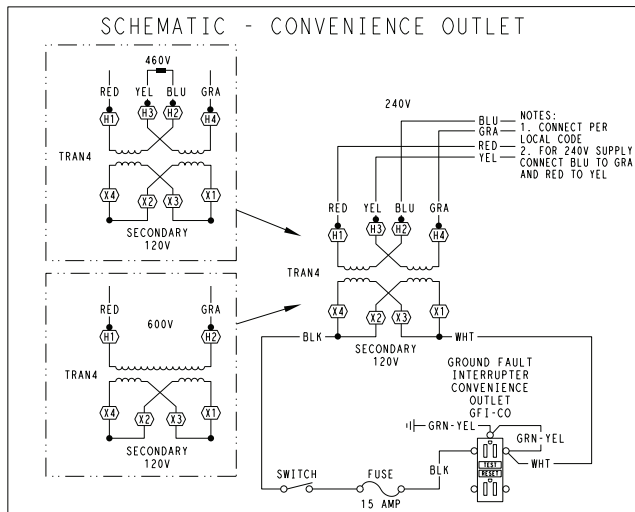 SCHEMATIC - CONVENIENCE OUTLET
460V
RED YEL BLU GRA
H1 H3 H2 H4
TRAN4
X4 X2 X3 X1
SECONDARY
120V
600V
RED GRA
H1 H2
TRAN4
X4 X2 X3 X1
SECONDARY
120V
240V
BLU
GRA
RED
YEL
NOTES:
1. CONNECT PER
LOCAL CODE
2. FOR 240V SUPPLY
CONNECT BLU TO GRA
AND RED TO YEL
RED YEL BLU GRA
H1 H3 H2 H4
TRAN4
X4 X2 X3 X1
BLK WHT
SECONDARY
120V
GROUND FAULT
INTERRUPTER
CONVENIENCE
OUTLET
GFI-CO
GRN-YEL
GRN-YEL
WHT
BLK
TEST
RESET
SWITCH FUSE
15 AMP